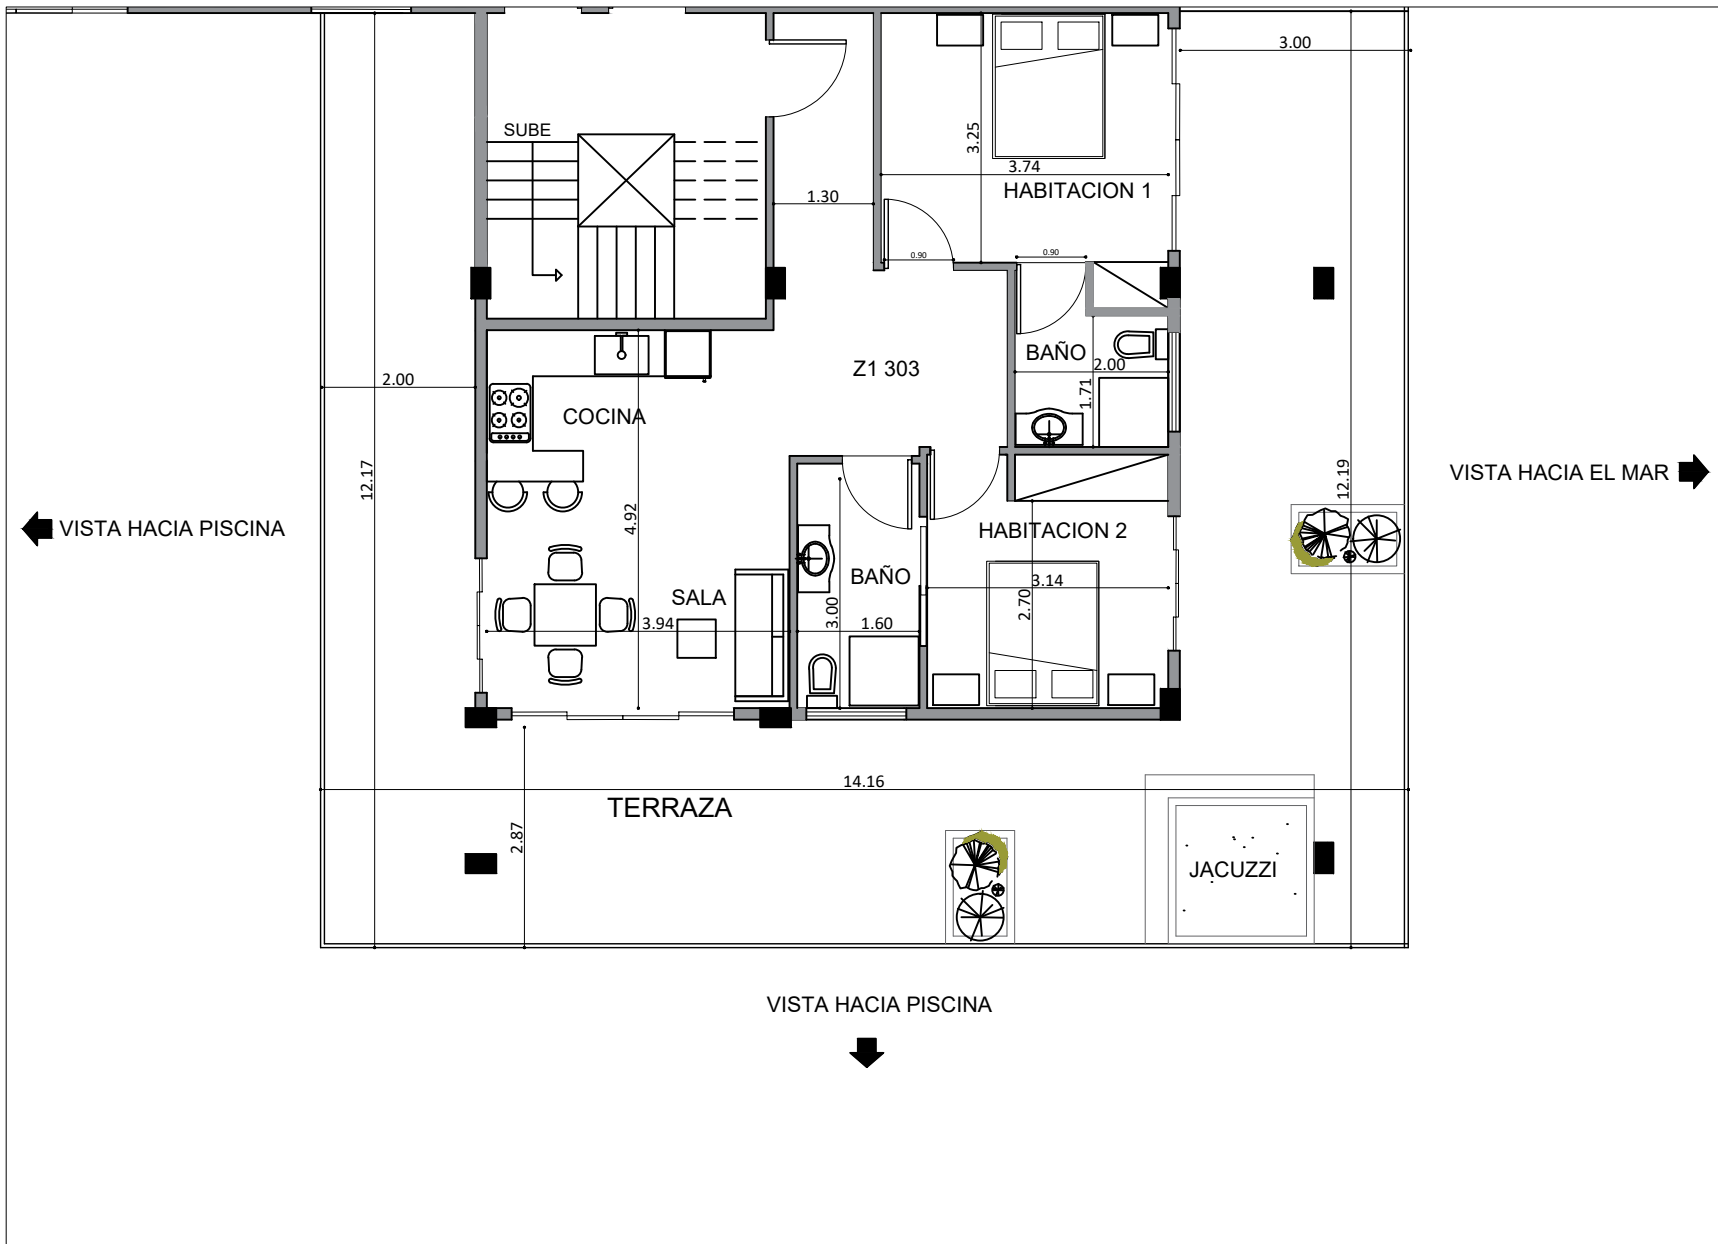 3.00
SUBE
3.25
3.74
HABITACION 1
1.30
0.90
0.90
BAÑO
2.00
1.71
Z1 303
2.00
COCINA
12.17
4.92
12.19
VISTA HACIA EL MAR
VISTA HACIA PISCINA
HABITACION 2
BAÑO
3.14
2.70
SALA
3.94
3.00
1.60
14.16
TERRAZA
2.87
JACUZZI
VISTA HACIA PISCINA